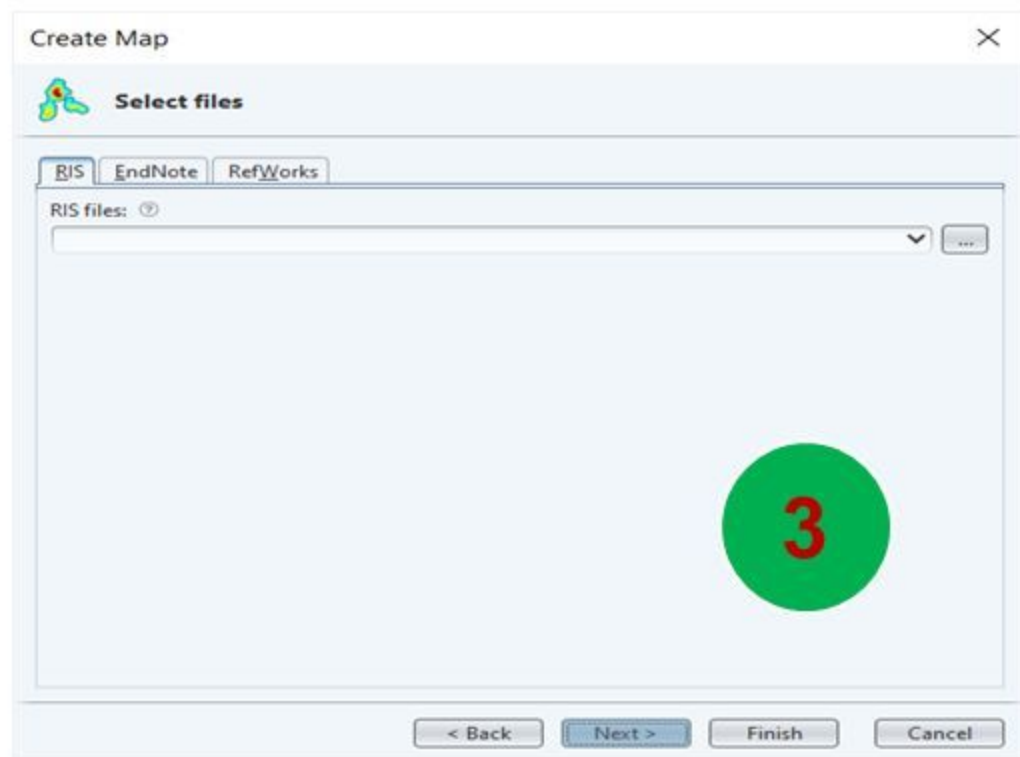 Create Map
Select files
RIS EndNote RefWorks
RIS files: ?
...
3
< Back Next > Finish Cancel